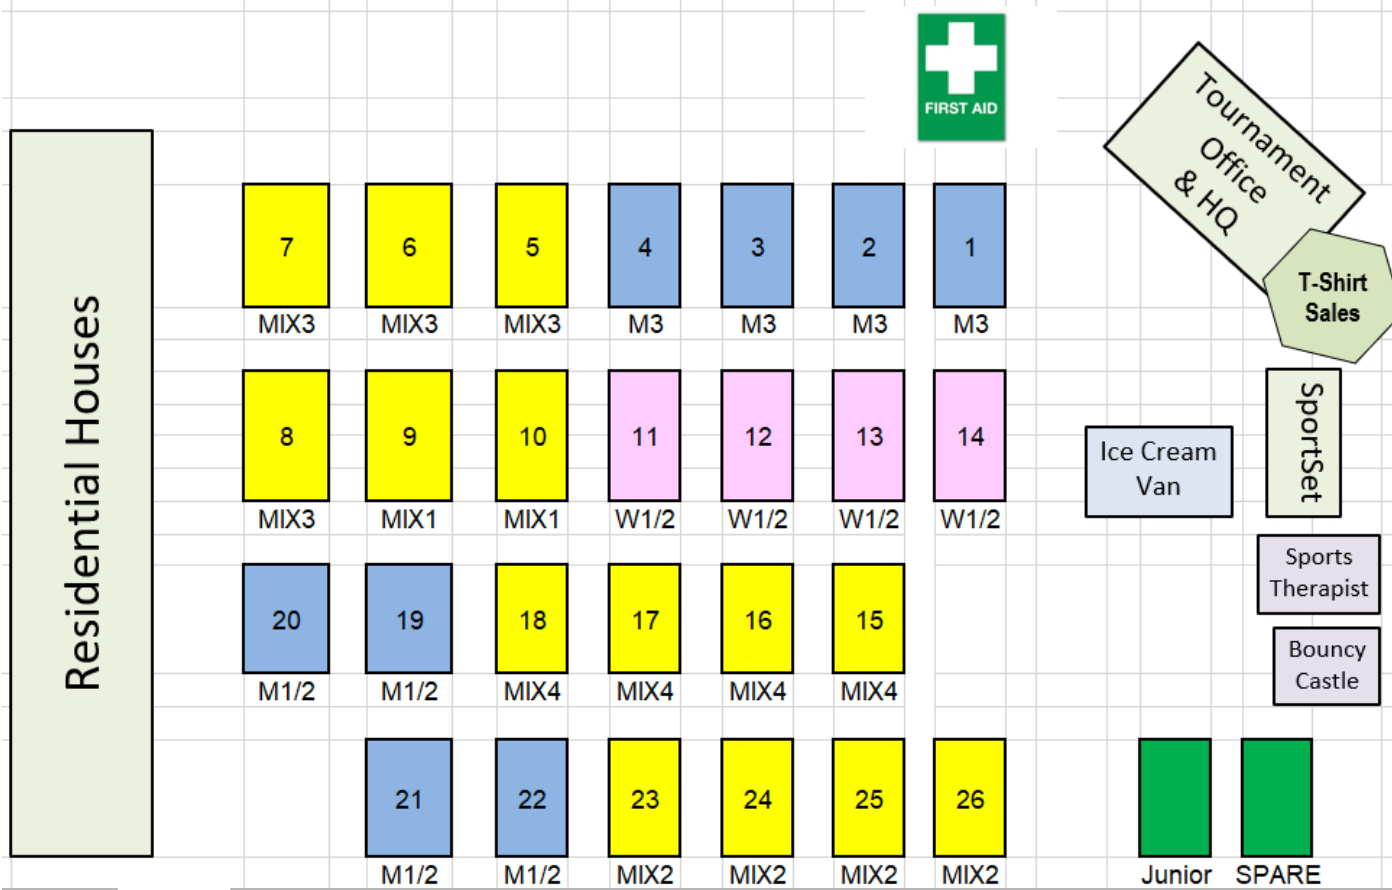 FIRST AID
Tournament
Office
& HQ
T-Shirt
Sales
Residential Houses
7 6 5 4 3 2 1
MIX3 MIX3 MIX3 M3 M3 M3 M3
8 9 10 11 12 13 14
MIX3 MIX1 MIX1 W1/2 W1/2 W1/2 W1/2
Ice Cream
Van
SportSet
Sports
Therapist
20 19 18 17 16 15
M1/2 M1/2 MIX4 MIX4 MIX4 MIX4
Bouncy
Castle
21 22 23 24 25 26
M1/2 M1/2 MIX2 MIX2 MIX2 MIX2 Junior SPARE